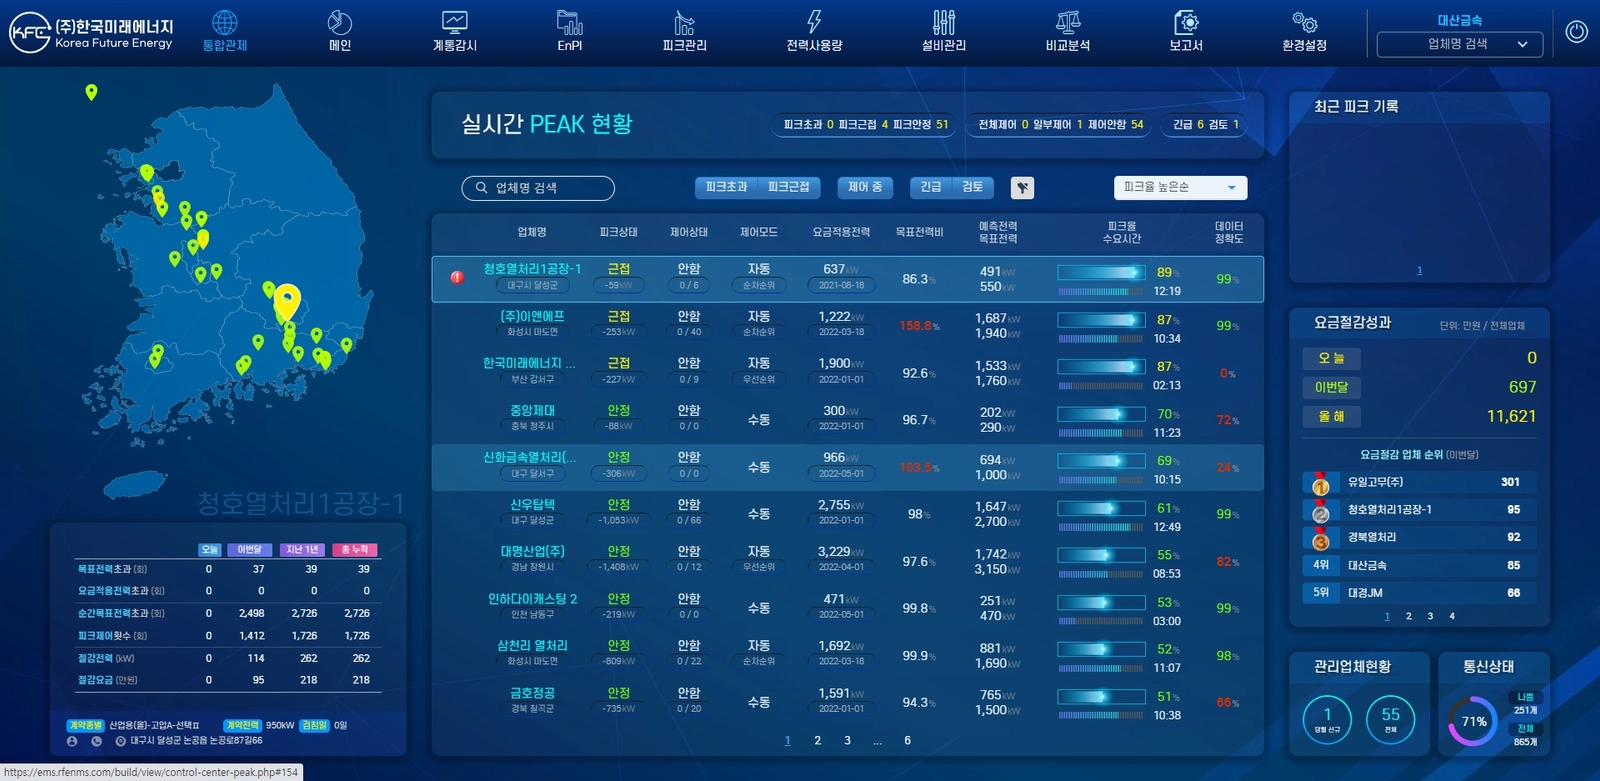 KFE (주)한국미래에너지
Korea Future Energy
통합관제 메인 계통감시 EnPI 피크관리 전력사용량 설비관리 비교분석 보고서 환경설정
대산금속
업체명 검색
실시간 PEAK 현황
피크초과 0 피크근접 4 피크안정 51
전체제어 0 일부제어 1 제어안함 54
긴급 6 검토 1
업체명 검색
피크초과 피크근접 제어 중 긴급 검토
피크율 높은순
업체명 피크상태 제어상태 제어모드 요금적용전력 목표전력비 예측전력 목표전력 피크율 수요시간 데이터 정확도
청호열처리1공장-1 근접 안함 자동 637kW 86.3% 491kW 89% 99%
대구시 달성군 -59kW 0 / 6 순차순위 2021-08-18 550kW 12:19
(주)이앤에프 근접 안함 자동 1,222kW 158.8% 1,687kW 87% 99%
화성시 마도면 -253kW 0 / 40 순차순위 2022-03-18 1,940kW 10:34
한국미래에너지 ... 근접 안함 자동 1,900kW 92.6% 1,533kW 87% 0%
부산 강서구 -227kW 0 / 9 우선순위 2022-01-01 1,760kW 02:13
중앙제대 안정 안함 수동 300kW 96.7% 202kW 70% 72%
충북 청주시 -88kW 0 / 0 2022-01-01 290kW 11:23
신화금속열처리(... 안정 안함 수동 966kW 103.5% 694kW 69% 24%
대구 달서구 -306kW 0 / 0 2022-05-01 1,000kW 10:15
신우탑텍 안정 안함 수동 2,755kW 98% 1,647kW 61% 99%
대구 달성군 -1,053kW 0 / 66 2022-01-01 2,700kW 12:49
대명산업(주) 안정 안함 자동 3,229kW 97.6% 1,742kW 55% 82%
경남 창원시 -1,408kW 0 / 12 우선순위 2022-04-01 3,150kW 08:53
인하다이캐스팅 2 안정 안함 수동 471kW 99.8% 251kW 53% 99%
인천 남동구 -219kW 0 / 0 2022-05-01 470kW 03:00
삼천리 열처리 안정 안함 자동 1,692kW 99.9% 881kW 52% 98%
화성시 마도면 -809kW 0 / 22 순차순위 2022-03-18 1,690kW 11:07
금호정공 안정 안함 수동 1,591kW 94.3% 765kW 51% 66%
경북 칠곡군 -735kW 0 / 20 2022-01-01 1,500kW 10:38
1 2 3 ... 6
청호열처리1공장-1
오늘 이번달 지난 1년 총 누적
목표전력초과 (회) 0 37 39 39
요금적용전력초과 (회) 0 0 0 0
순간목표전력초과 (회) 0 2,498 2,726 2,726
피크제어횟수 (회) 0 1,412 1,726 1,726
절감전력 (kW) 0 114 262 262
절감요금 (만원) 0 95 218 218
계약종별 산업용(을)-고압A-선택II 계약전력 950kW 검침일 0일
대구시 달성군 논공읍 논공로87길66
최근 피크 기록
1
요금절감성과 단위: 만원 / 전체업체
오 늘 0
이번달 697
올 해 11,621
요금절감 업체 순위 (이번달)
1 유일고무(주) 301
2 청호열처리1공장-1 95
3 경북열처리 92
4위 대산금속 85
5위 대경JM 66
1 2 3 4
관리업체현황
1 당월 신규
55 전체
통신상태
71%
나쁨
251개
전체
865개
https://ems.rfenms.com/build/view/control-center-peak.php#154